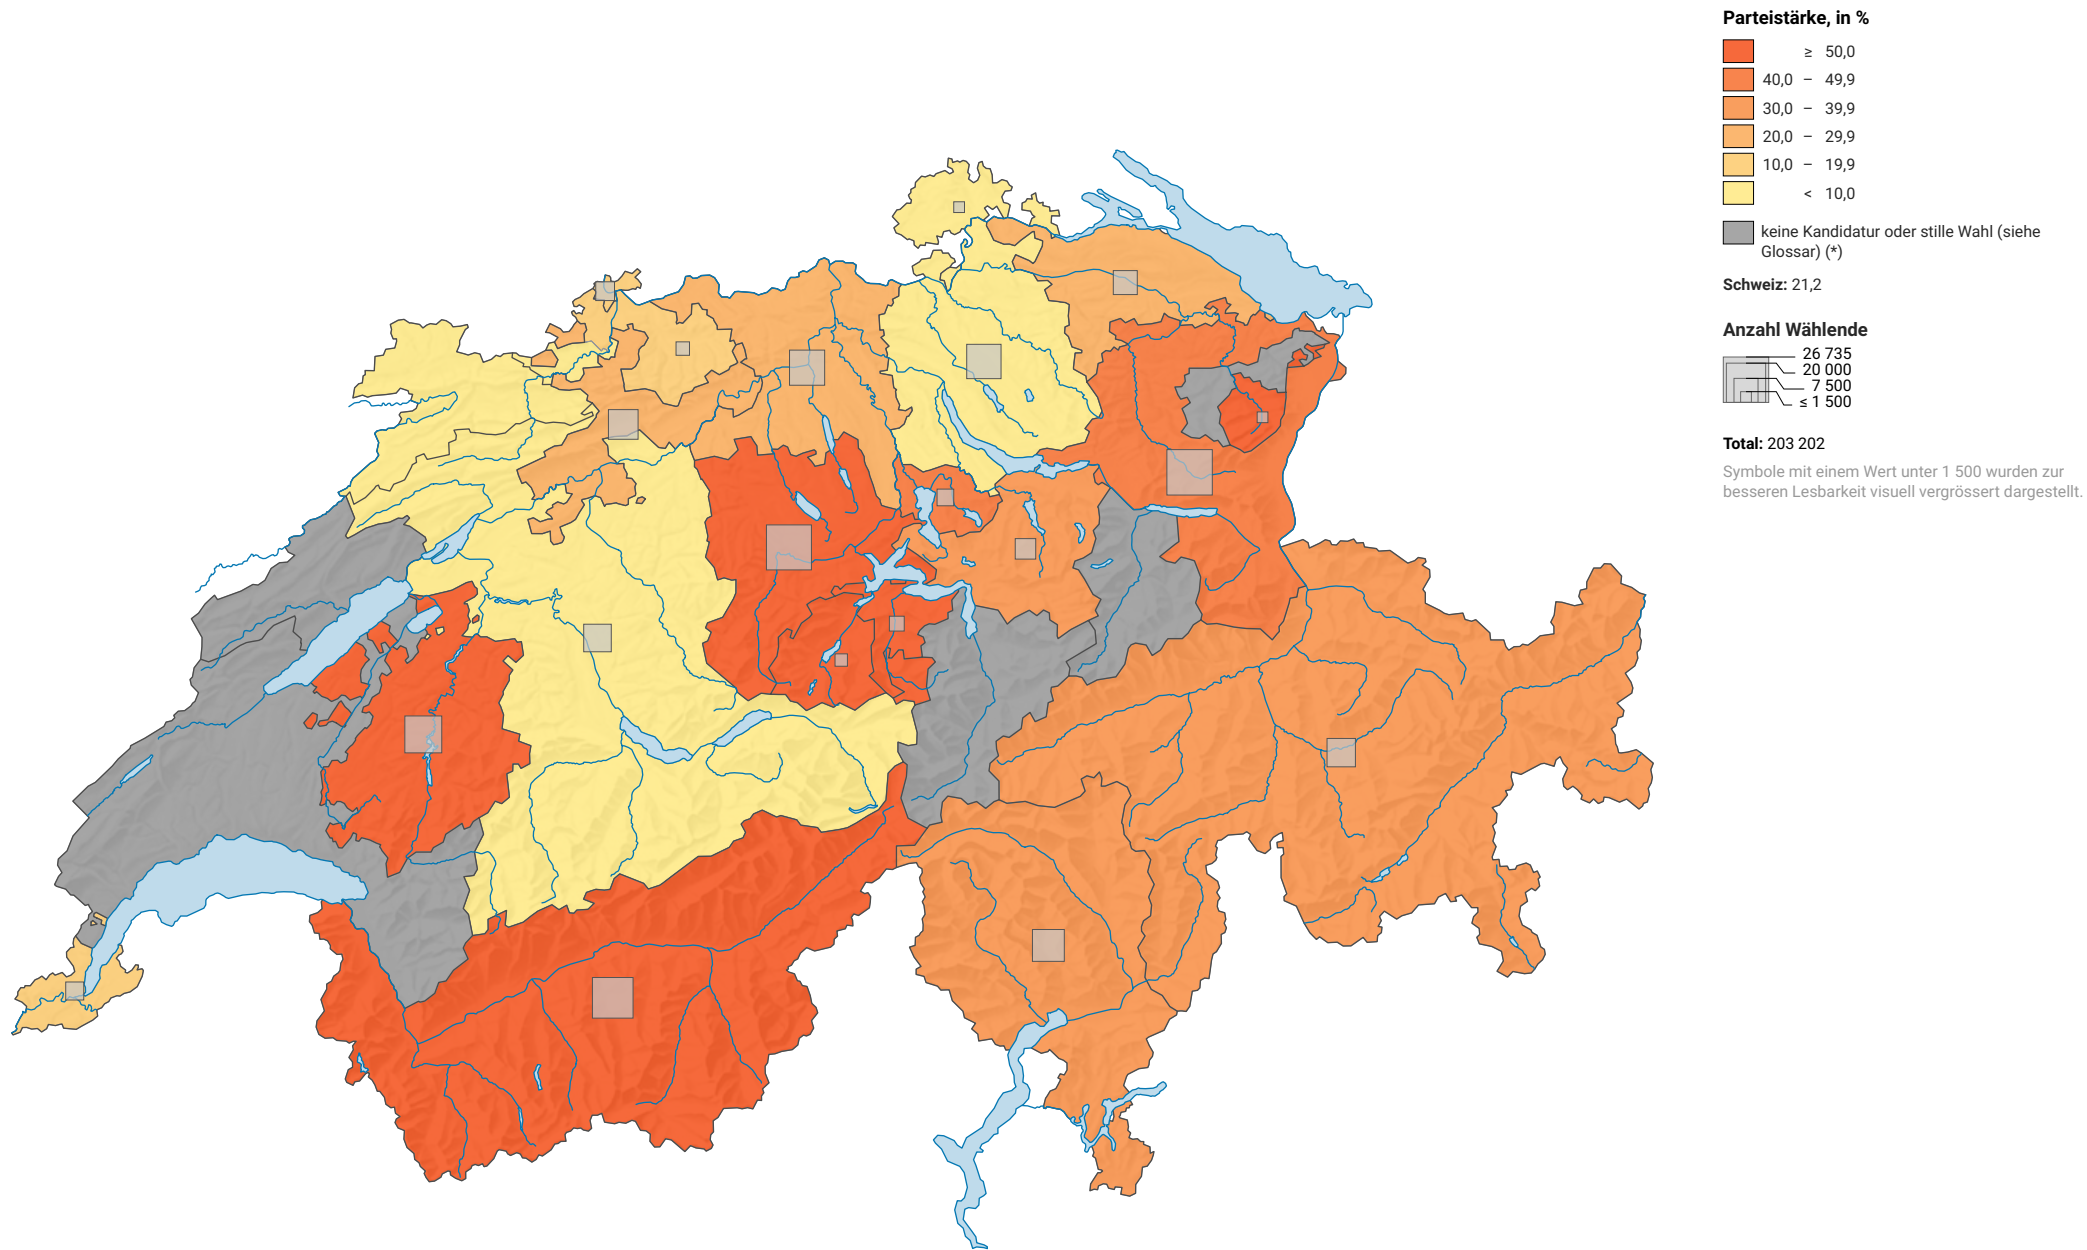 Parteistärke, in %
≥ 50,0
40,0 – 49,9
30,0 – 39,9
20,0 – 29,9
10,0 – 19,9
< 10,0
keine Kandidatur oder stille Wahl (siehe
Glossar) (*)
Schweiz: 21,2
Anzahl Wählende
26 735
20 000
7 500
≤ 1 500
Total: 203 202
Symbole mit einem Wert unter 1 500 wurden zur
besseren Lesbarkeit visuell vergrössert dargestellt.